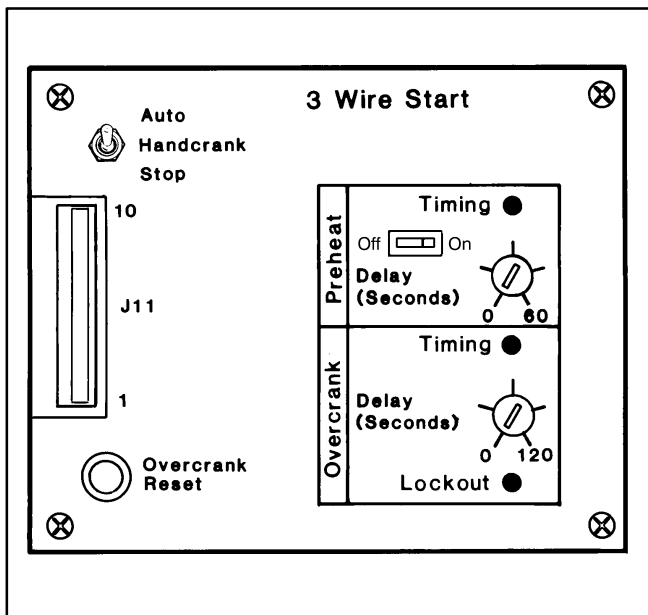 3 Wire Start
Auto
Handcrank
Stop
10
J11
1
Overcrank
Reset
Preheat
Timing
Off On
Delay
(Seconds)
0 60
Overcrank
Timing
Delay
(Seconds)
0 120
Lockout